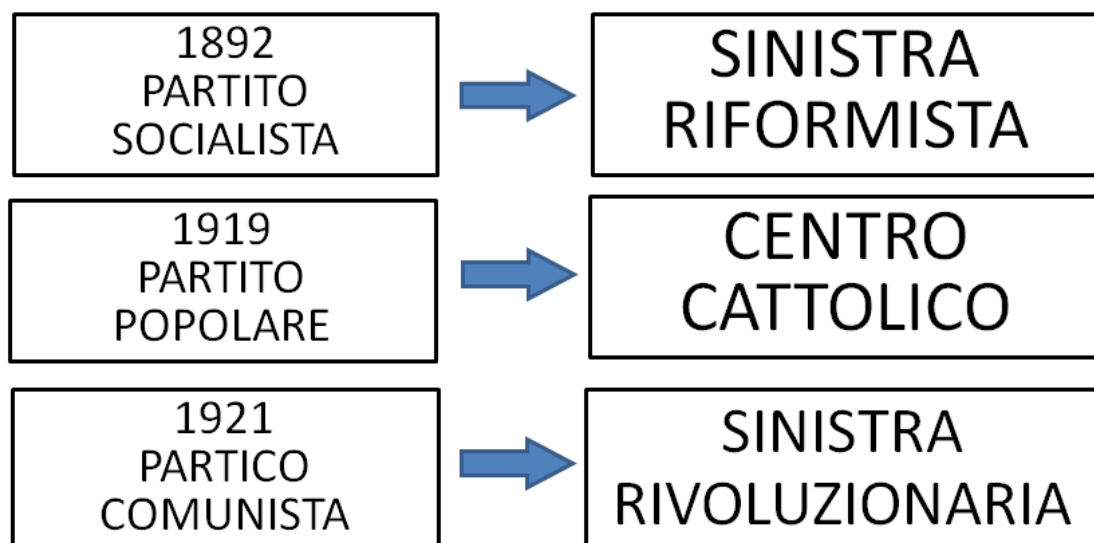 1892
PARTITO
SOCIALISTA
SINISTRA
RIFORMISTA
1919
PARTITO
POPOLARE
CENTRO
CATTOLICO
1921
PARTICO
COMUNISTA
SINISTRA
RIVOLUZIONARIA